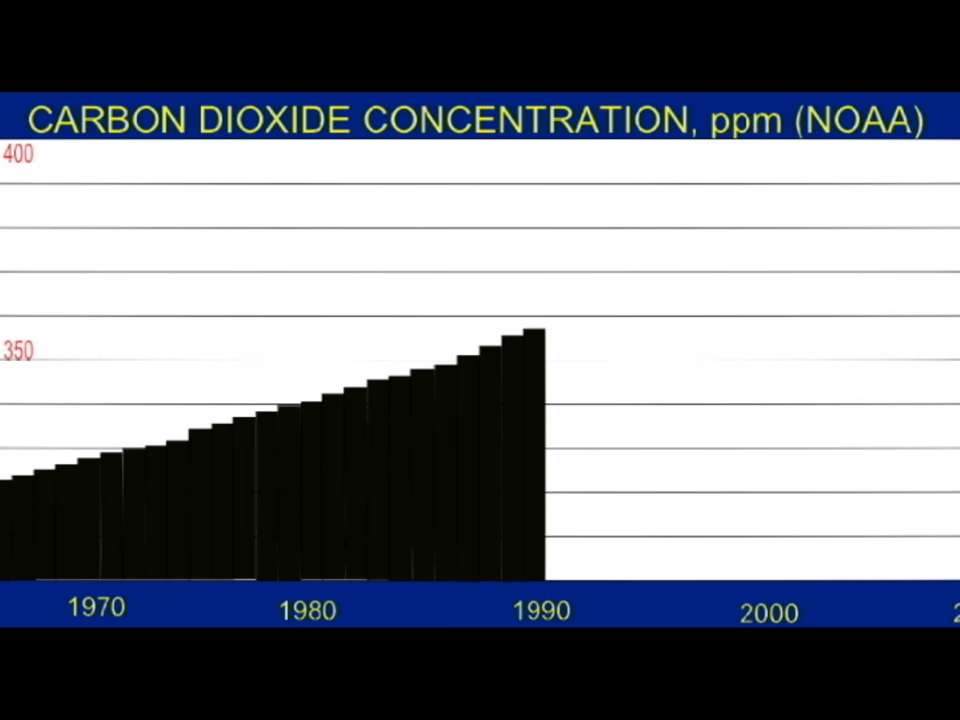 CARBON DIOXIDE CONCENTRATION, ppm (NOAA)
400
350
1970 1980 1990 2000